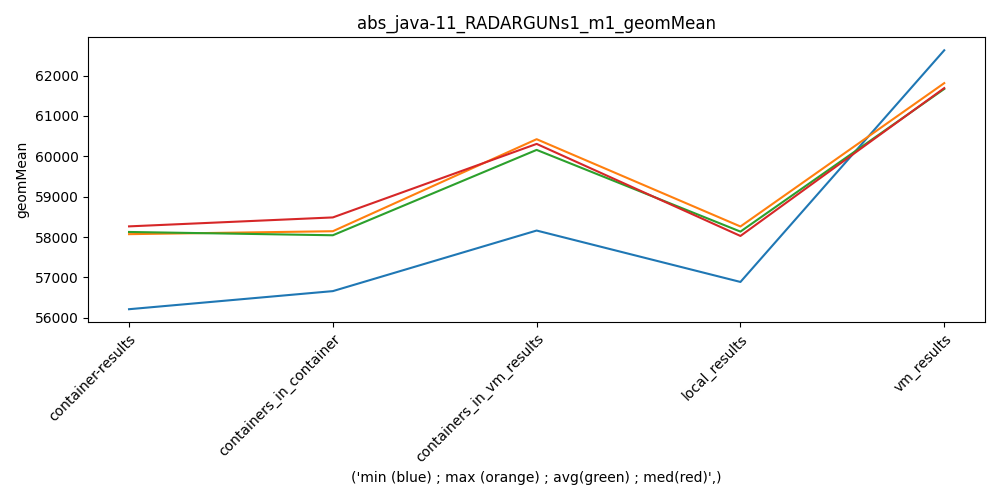 abs_java-11_RADARGUNs1_m1_geomMean
geomMean
62000
61000
60000
59000
58000
57000
56000
container-results
containers_in_container
containers_in_vm_results
local_results
vm_results
('min (blue) ; max (orange) ; avg(green) ; med(red)',)